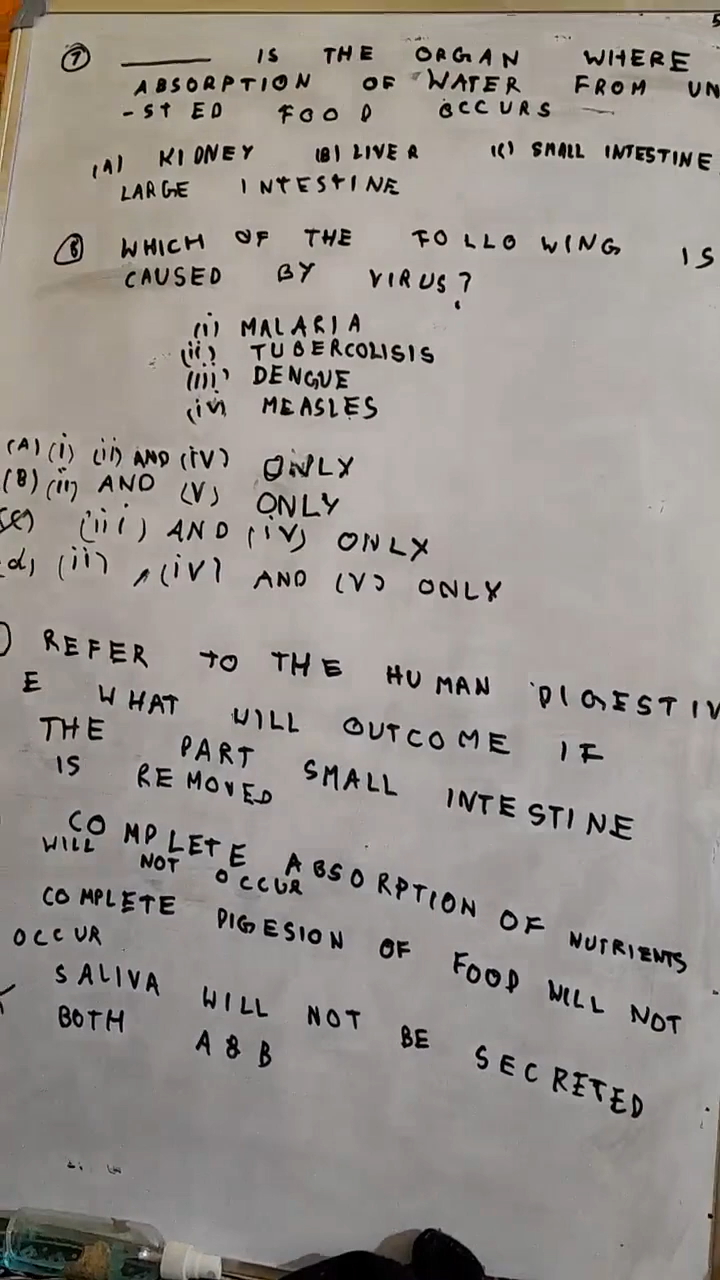 ⑦ ______ IS THE ORGAN WHERE
ABSORPTION OF WATER FROM UN
-STED FOOD OCCURS —
(A) KIDNEY (B) LIVER (C) SMALL INTESTINE
LARGE INTESTINE
⑧ WHICH OF THE FOLLOWING IS
CAUSED BY VIRUS?
(i) MALARIA
(ii) TUBERCOLISIS
(iii) DENGUE
(iv) MEASLES
(A) (i) (ii) AND (iv) ONLY
(B) (ii) AND (V) ONLY
(c) (iii) AND (iv) ONLY
d) (ii) , (iv) AND (V) ONLY
) REFER TO THE HUMAN DIGESTIV
E WHAT WILL OUTCOME IF
THE PART SMALL INTESTINE
IS REMOVED
COMPLETE ABSORPTION OF NUTRIENTS
WILL NOT OCCUR
COMPLETE DIGESION OF FOOD WILL NOT
OCCUR
SALIVA WILL NOT BE SECRETED
BOTH A & B